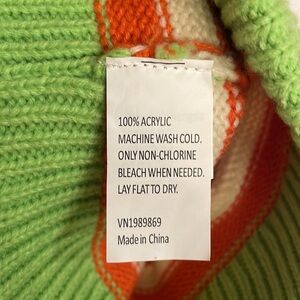 100% ACRYLIC
MACHINE WASH COLD.
ONLY NON-CHLORINE
BLEACH WHEN NEEDED.
LAY FLAT TO DRY.
VN1989869
Made in China